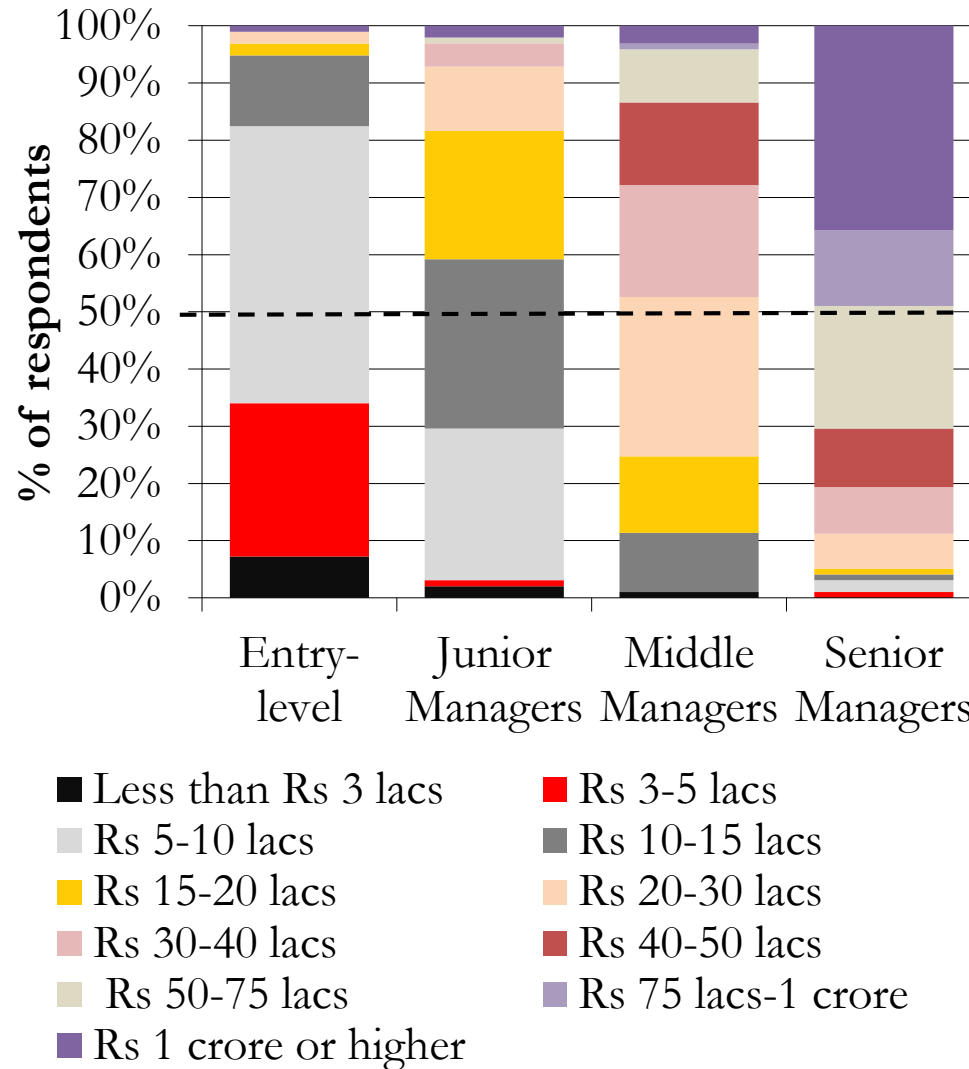 100%
90%
80%
70%
60%
50%
40%
30%
20%
10%
0%
% of respondents
Entry- Junior Middle Senior
level Managers Managers Managers
Less than Rs 3 lacs Rs 3-5 lacs
Rs 5-10 lacs Rs 10-15 lacs
Rs 15-20 lacs Rs 20-30 lacs
Rs 30-40 lacs Rs 40-50 lacs
Rs 50-75 lacs Rs 75 lacs-1 crore
Rs 1 crore or higher